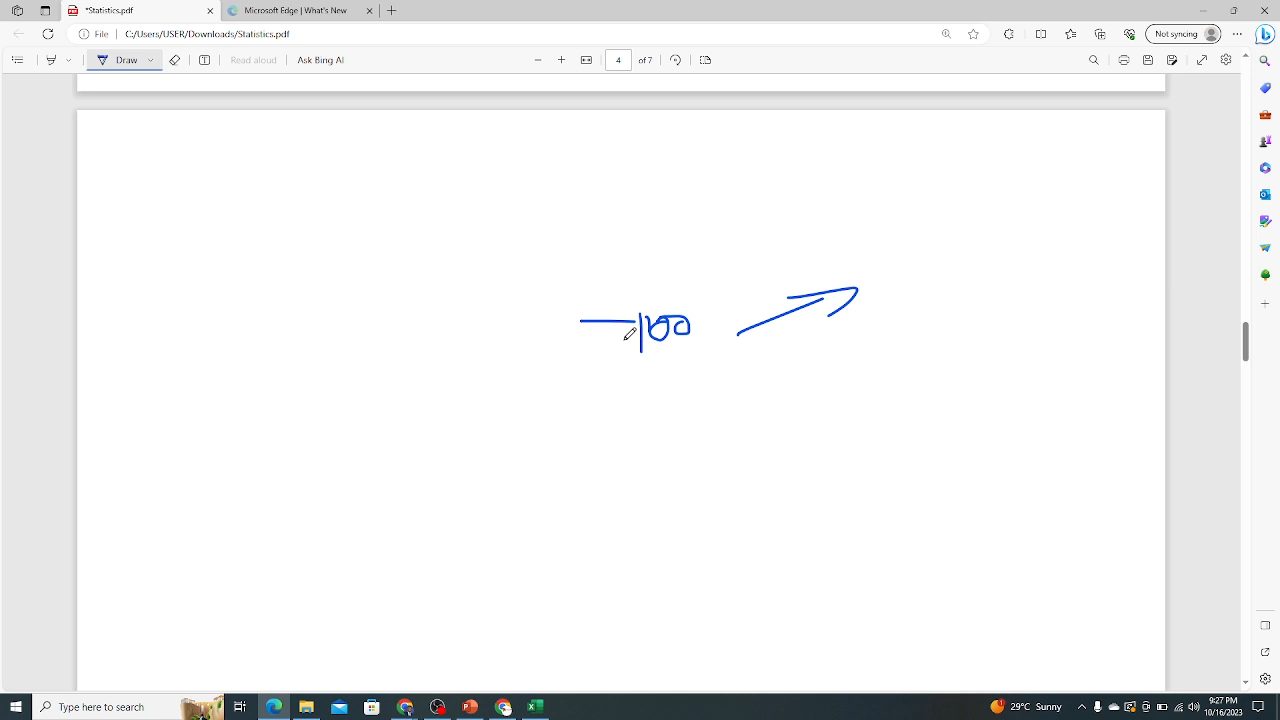 *Statistics.pdf
Microsoft Edge | What's New
File
C:/Users/USER/Downloads/Statistics.pdf
Not syncing
Draw
Read aloud
Ask Bing AI
4
of 7
100
Type here to search
29°C Sunny
9:27 PM
10/16/2023